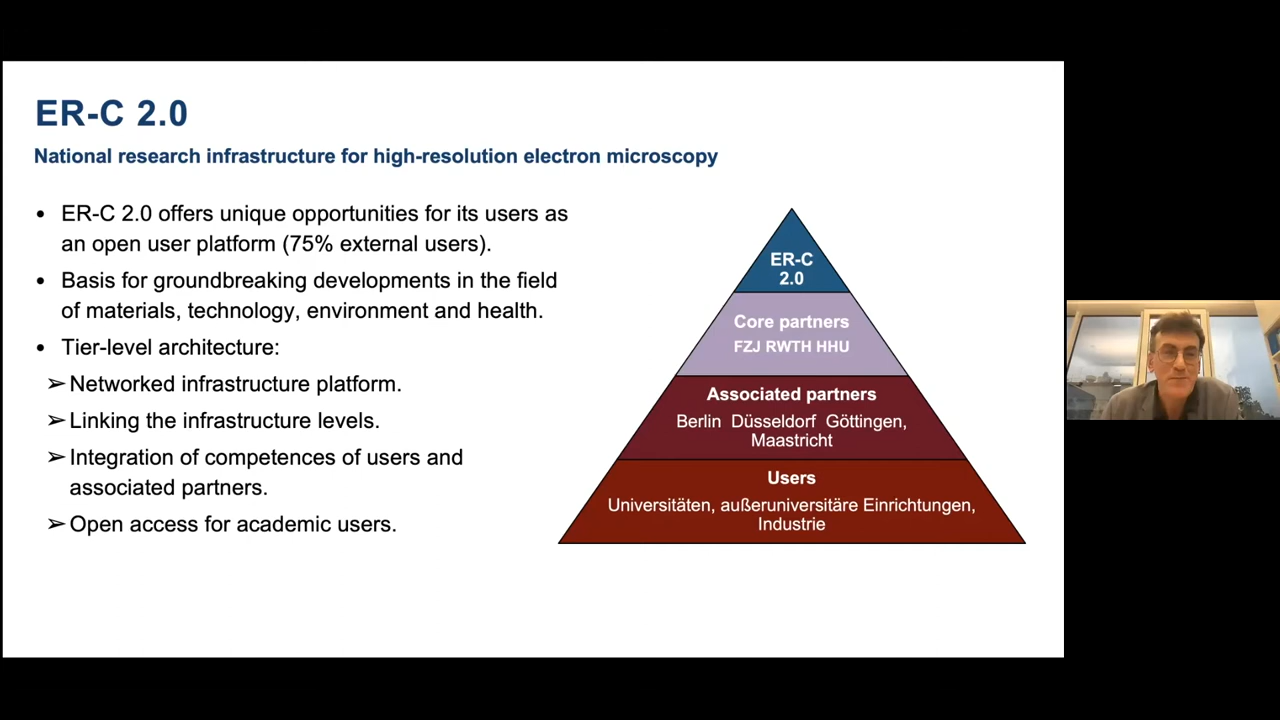 ER-C 2.0
National research infrastructure for high-resolution electron microscopy
• ER-C 2.0 offers unique opportunities for its users as
an open user platform (75% external users).
• Basis for groundbreaking developments in the field
of materials, technology, environment and health.
• Tier-level architecture:
➢ Networked infrastructure platform.
➢ Linking the infrastructure levels.
➢ Integration of competences of users and
associated partners.
➢ Open access for academic users.
ER-C
2.0
Core partners
FZJ RWTH HHU
Associated partners
Berlin Düsseldorf Göttingen,
Maastricht
Users
Universitäten, außeruniversitäre Einrichtungen,
Industrie